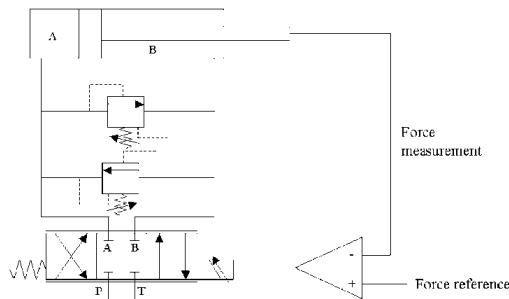 A
B
Force
measurement
A B
P T
-
+
Force reference